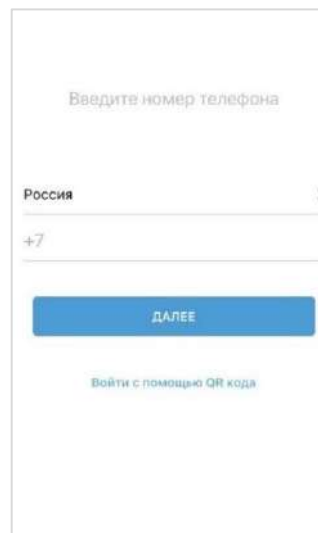 Введите номер телефона
Россия
+7
ДАЛЕЕ
Войти с помощью QR кода